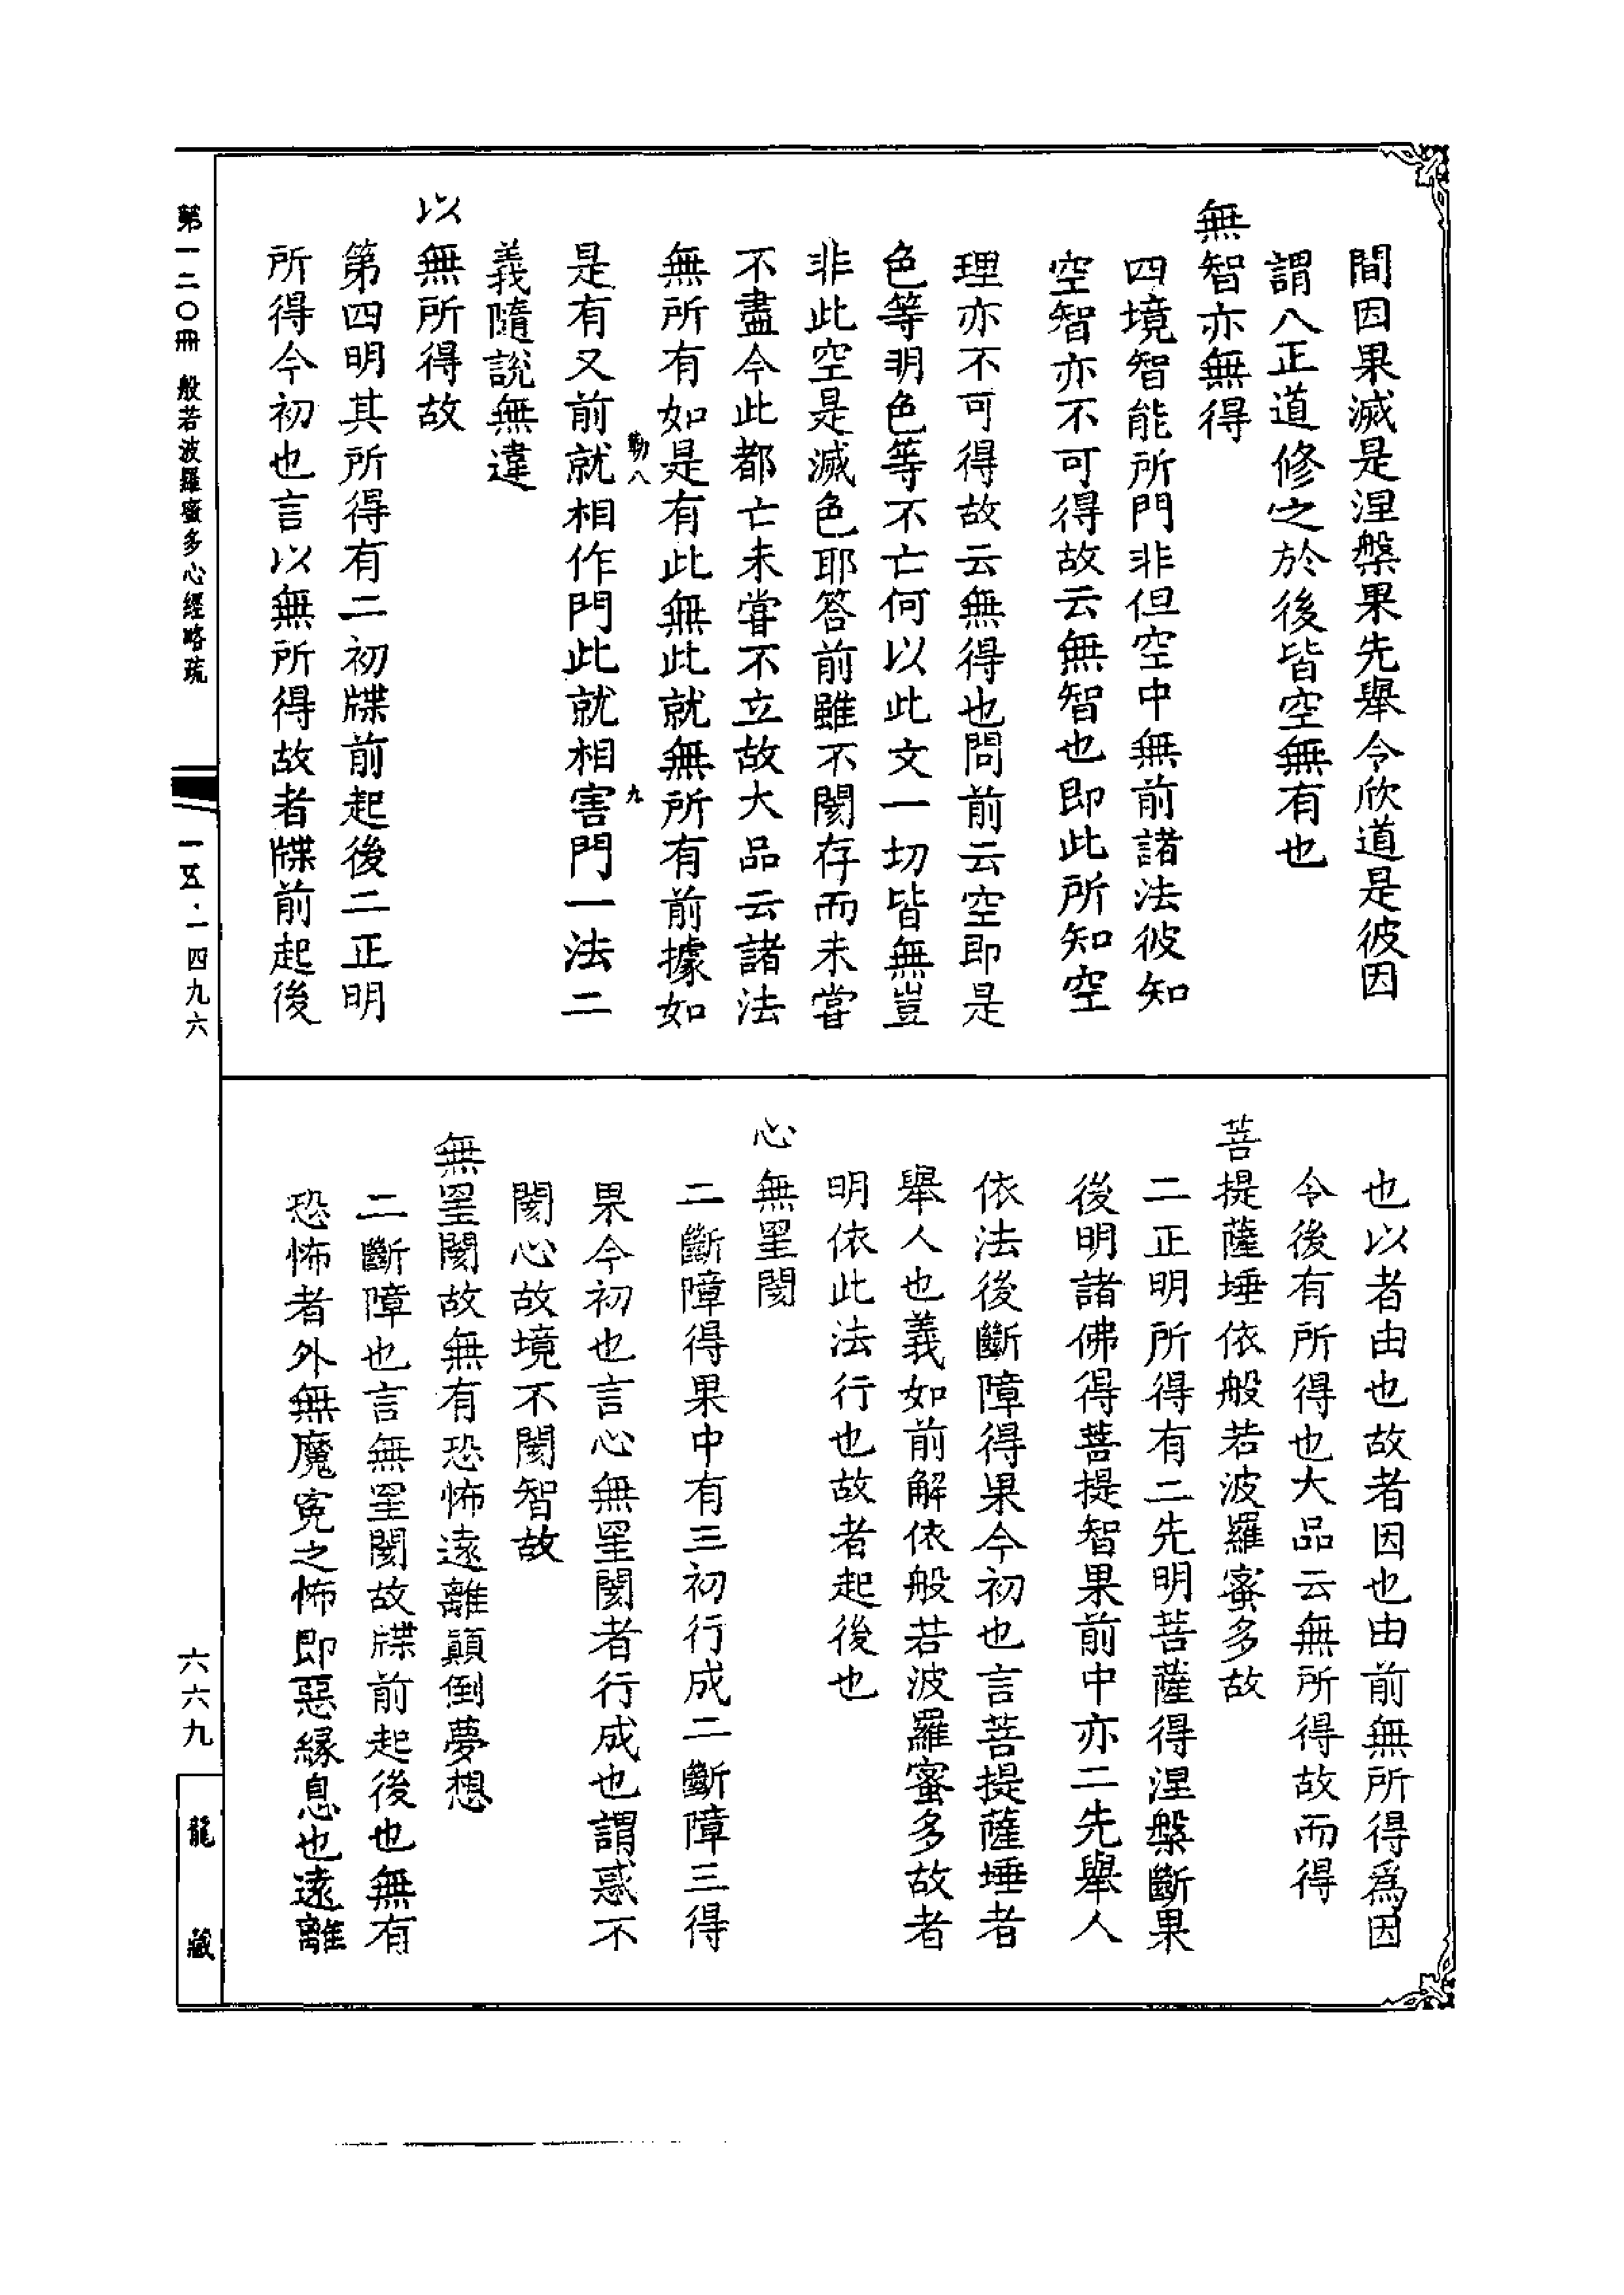 間因果滅是涅槃果先舉令欣道是彼因
謂八正道修之於後皆空無有也
無智亦無得
四境智能所門非但空中無前諸法彼知
空智亦不可得故云無智也即此所知空
理亦不可得故云無得也問前云空即是
色等明色等不亡何以此文一切皆無豈
非此空是滅色耶答前雖不閡存而未嘗
不盡今此都亡未嘗不立故大品云諸法
無所有如是有此無此就無所有前據如
勤八
九
是有又前就相作門此就相害門一法二
義隨說無違
以無所得故
第四明其所得有二初牒前起後二正明
所得今初也言以無所得故者牒前起後
也以者由也故者因也由前無所得爲因
令後有所得也大品云無所得故而得
菩提薩埵依般若波羅蜜多故
二正明所得有二先明菩薩得涅槃斷果
後明諸佛得菩提智果前中亦二先舉人
依法後斷障得果今初也言菩提薩埵者
舉人也義如前解依般若波羅蜜多故者
明依此法行也故者起後也
心無罣閡
二斷障得果中有三初行成二斷障三得
果今初也言心無罣閡者行成也謂惑不
閡心故境不閡智故
無罣閡故無有恐怖遠離顛倒夢想
二斷障也言無罣閡故牒前起後也無有
恐怖者外無魔寃之怖即惡緣息也遠離
第一二〇冊 般若波羅蜜多心經略疏
一五·一四九六
六六九
龍藏